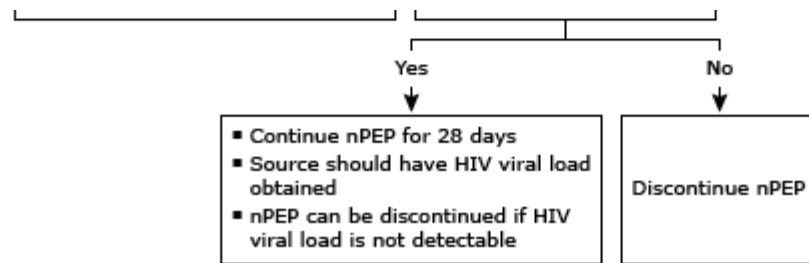 Yes
No
▪ Continue nPEP for 28 days
▪ Source should have HIV viral load
obtained
▪ nPEP can be discontinued if HIV
viral load is not detectable
Discontinue nPEP